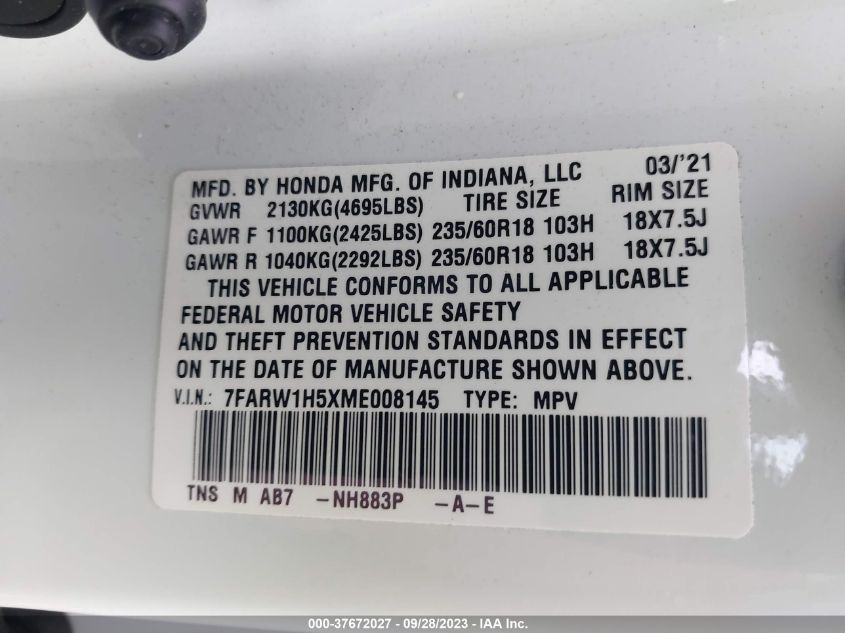 MFD. BY HONDA MFG. OF INDIANA, LLC 03/'21
GVWR 2130KG(4695LBS) TIRE SIZE RIM SIZE
GAWR F 1100KG(2425LBS) 235/60R18 103H 18X7.5J
GAWR R 1040KG(2292LBS) 235/60R18 103H 18X7.5J
THIS VEHICLE CONFORMS TO ALL APPLICABLE
FEDERAL MOTOR VEHICLE SAFETY
AND THEFT PREVENTION STANDARDS IN EFFECT
ON THE DATE OF MANUFACTURE SHOWN ABOVE.
V.I.N.: 7FARW1H5XME008145 TYPE: MPV
TNS M AB7 -NH883P -A-E
000-37672027 - 09/28/2023 - IAA Inc.